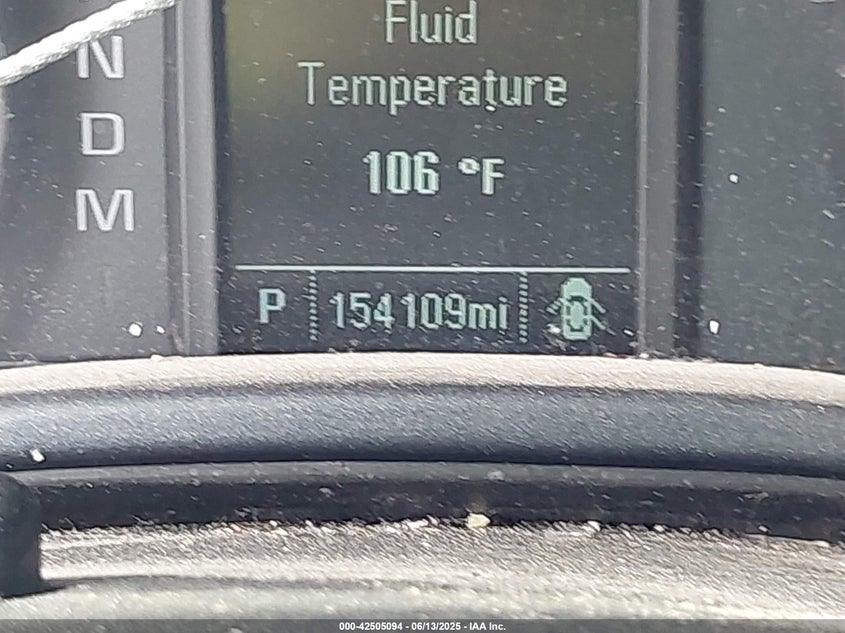 Fluid
Temperature
106 °F
N
D
M
P 154109mi
000-42505094 - 06/13/2025 - IAA Inc.